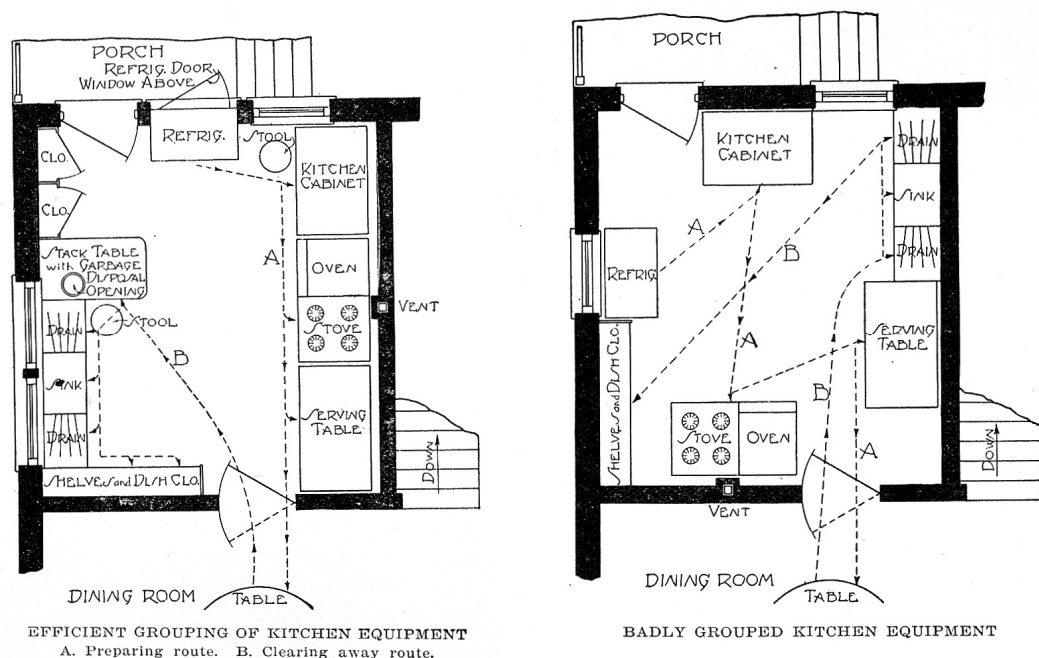 PORCH
REFRIG. DOOR
WINDOW ABOVE
REFRIG.
STOOL
KITCHEN
CABINET
CLO.
CLO.
A
OVEN
STACK TABLE
with GARBAGE
DISPOSAL
OPENING
VENT
STOVE
DRAIN
STOOL
B
SINK
SERVING
TABLE
DRAIN
SHELVES and DISH CLO.
DOWN
DINING ROOM
TABLE
EFFICIENT GROUPING OF KITCHEN EQUIPMENT
A. Preparing route. B. Clearing away route.
PORCH
KITCHEN
CABINET
DRAIN
SINK
A
B
DRAIN
REFRIG.
SERVING
TABLE
A
SHELVES and DISH CLO.
B
STOVE
OVEN
A
DOWN
VENT
DINING ROOM
TABLE
BADLY GROUPED KITCHEN EQUIPMENT